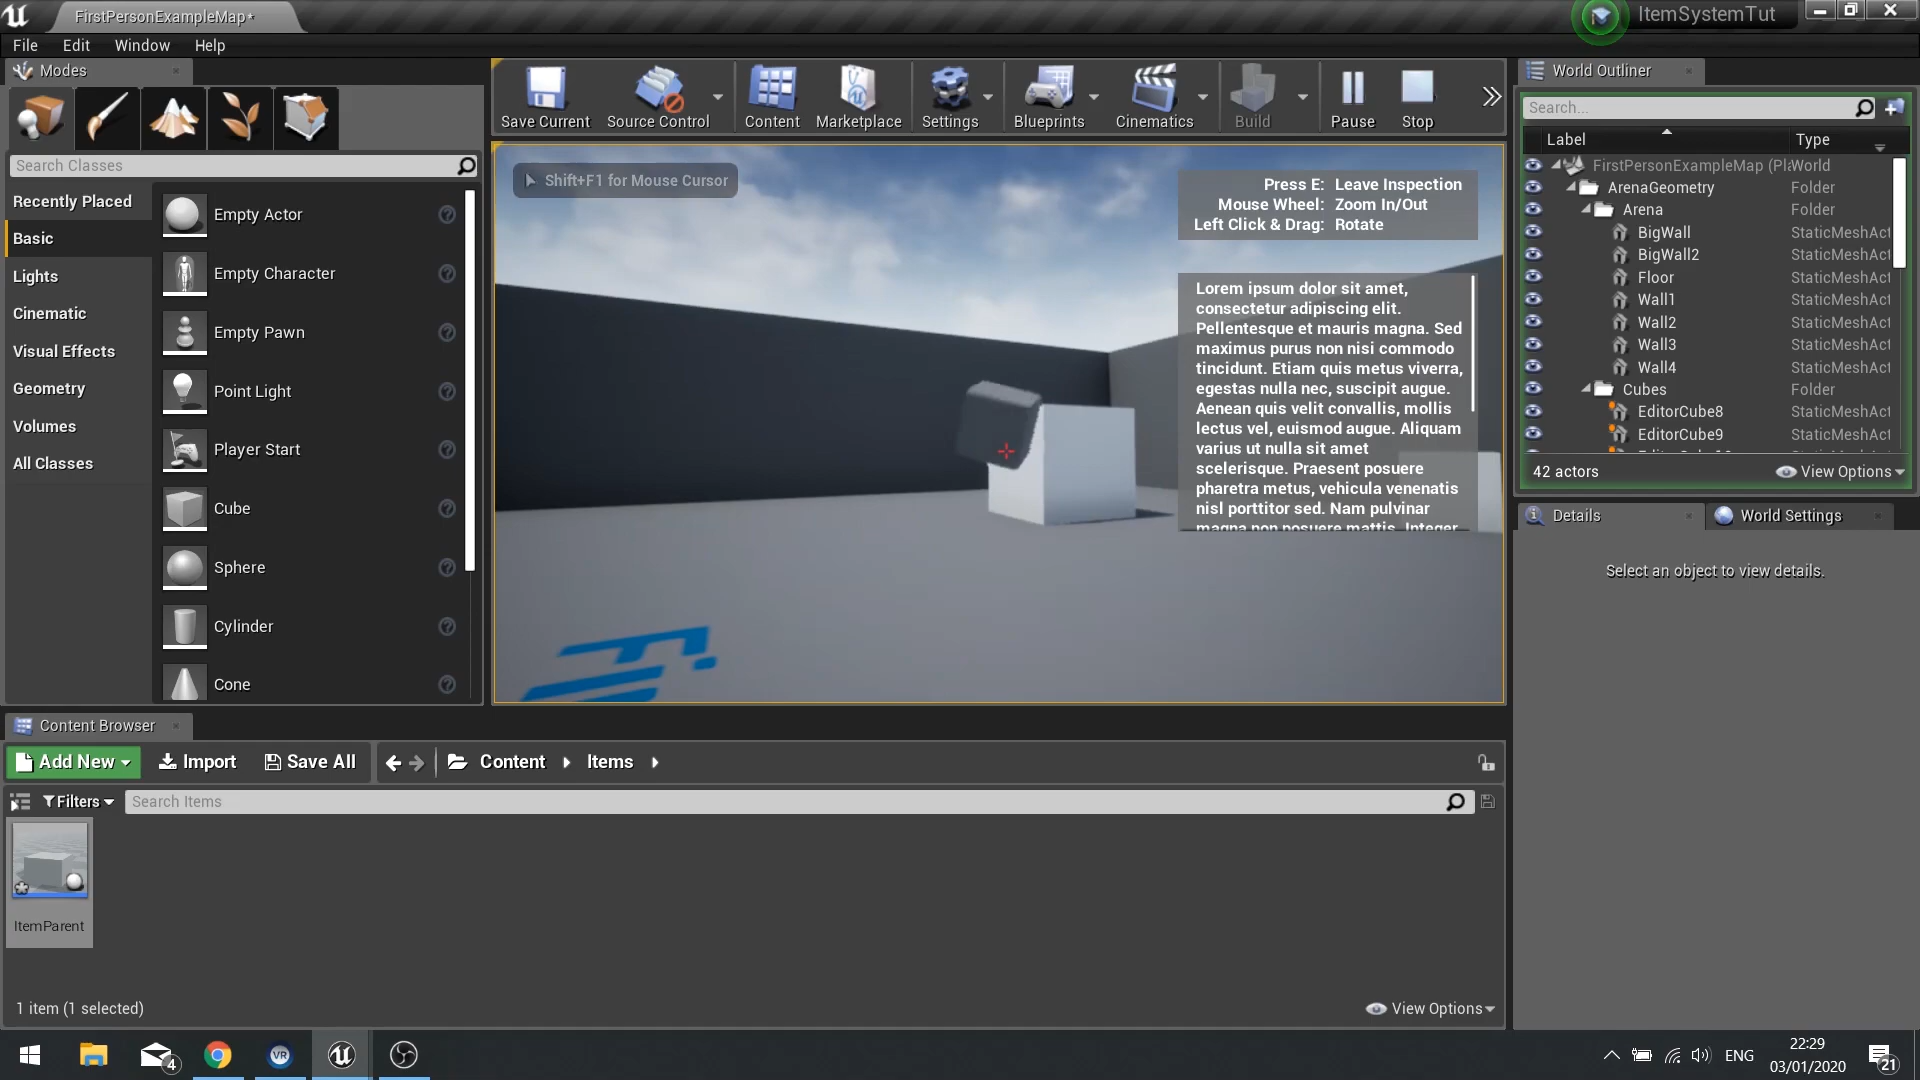 FirstPersonExampleMap*
ItemSystemTut
File Edit Window Help
Modes
Search Classes
Recently Placed
Basic
Lights
Cinematic
Visual Effects
Geometry
Volumes
All Classes
Empty Actor
Empty Character
Empty Pawn
Point Light
Player Start
Cube
Sphere
Cylinder
Cone
Save Current
Source Control
Content
Marketplace
Settings
Blueprints
Cinematics
Build
Pause
Stop
Shift+F1 for Mouse Cursor
Press E: Leave Inspection
Mouse Wheel: Zoom In/Out
Left Click & Drag: Rotate
Lorem ipsum dolor sit amet,
consectetur adipiscing elit.
Pellentesque et mauris magna. Sed
maximus purus non nisi commodo
tincidunt. Etiam quis metus viverra,
egestas nulla nec, suscipit augue.
Aenean quis velit convallis, mollis
lectus vel, euismod augue. Aliquam
varius ut nulla sit amet
scelerisque. Praesent posuere
pharetra metus, vehicula venenatis
nisl porttitor sed. Nam pulvinar
magna non posuere mattis. Integer
World Outliner
Search...
Label Type
FirstPersonExampleMap (Pla World
ArenaGeometry Folder
Arena Folder
BigWall StaticMeshAct
BigWall2 StaticMeshAct
Floor StaticMeshAct
Wall1 StaticMeshAct
Wall2 StaticMeshAct
Wall3 StaticMeshAct
Wall4 StaticMeshAct
Cubes Folder
EditorCube8 StaticMeshAct
EditorCube9 StaticMeshAct
42 actors View Options
Details World Settings
Select an object to view details.
Content Browser
Add New Import Save All Content Items
Filters Search Items
ItemParent
1 item (1 selected) View Options
4
VR
ENG
22:29
03/01/2020
21